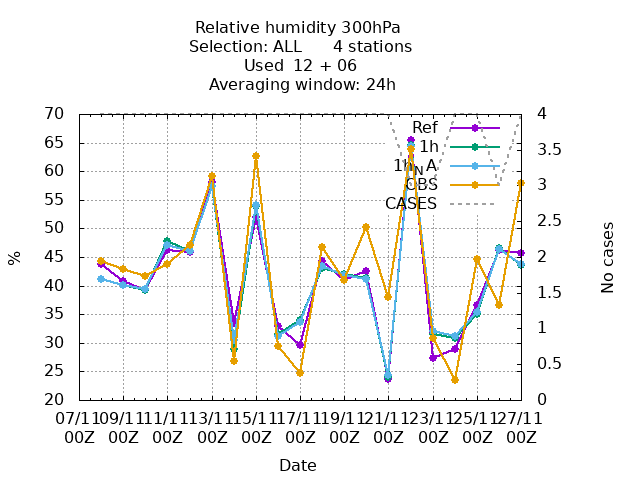 Relative humidity 300hPa
Selection: ALL      4 stations
Used  12 + 06
Averaging window: 24h
70
65
60
55
50
45
40
35
30
25
20
4
3.5
3
2.5
2
1.5
1
0.5
0
%
No cases
Ref
1h
1h_N A
OBS
CASES
07/11 09/11 11/11 13/11 15/11 17/11 19/11 21/11 23/11 25/11 27/11
00Z 00Z 00Z 00Z 00Z 00Z 00Z 00Z 00Z 00Z 00Z
Date